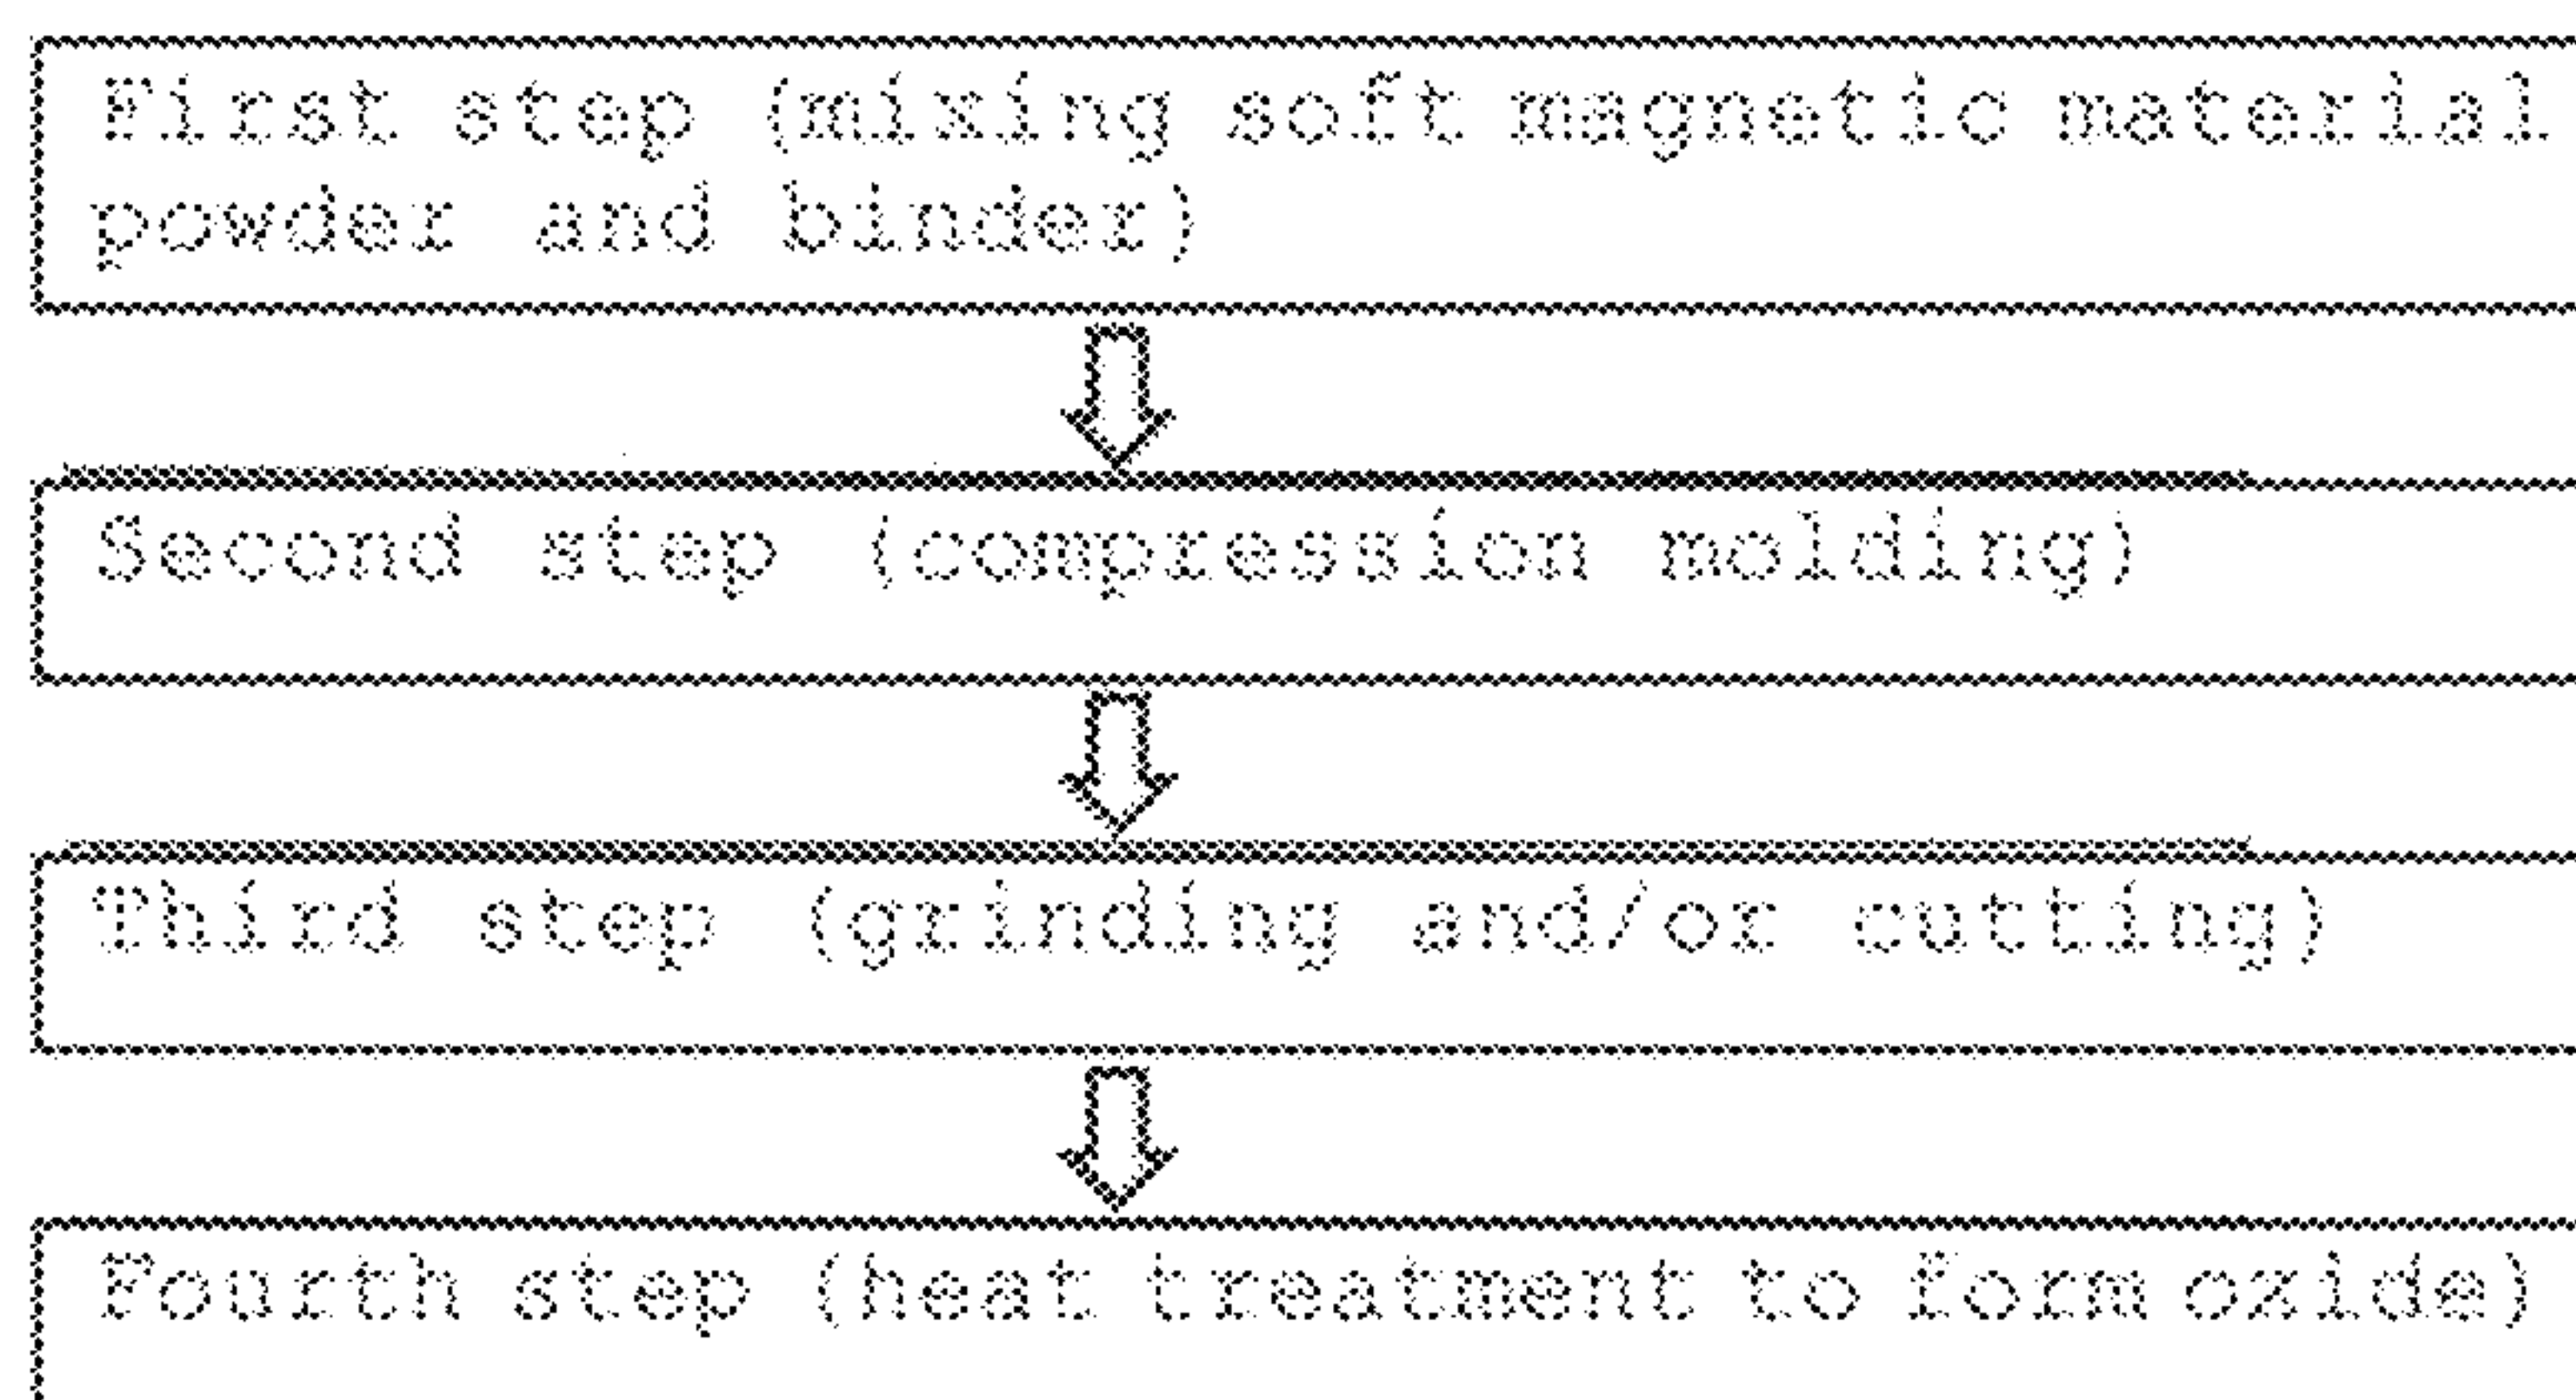 First step (mixing soft magnetic material
powder and binder)
Second step (compression molding)
Third step (grinding and/or cutting)
Fourth step (heat treatment to form oxide)